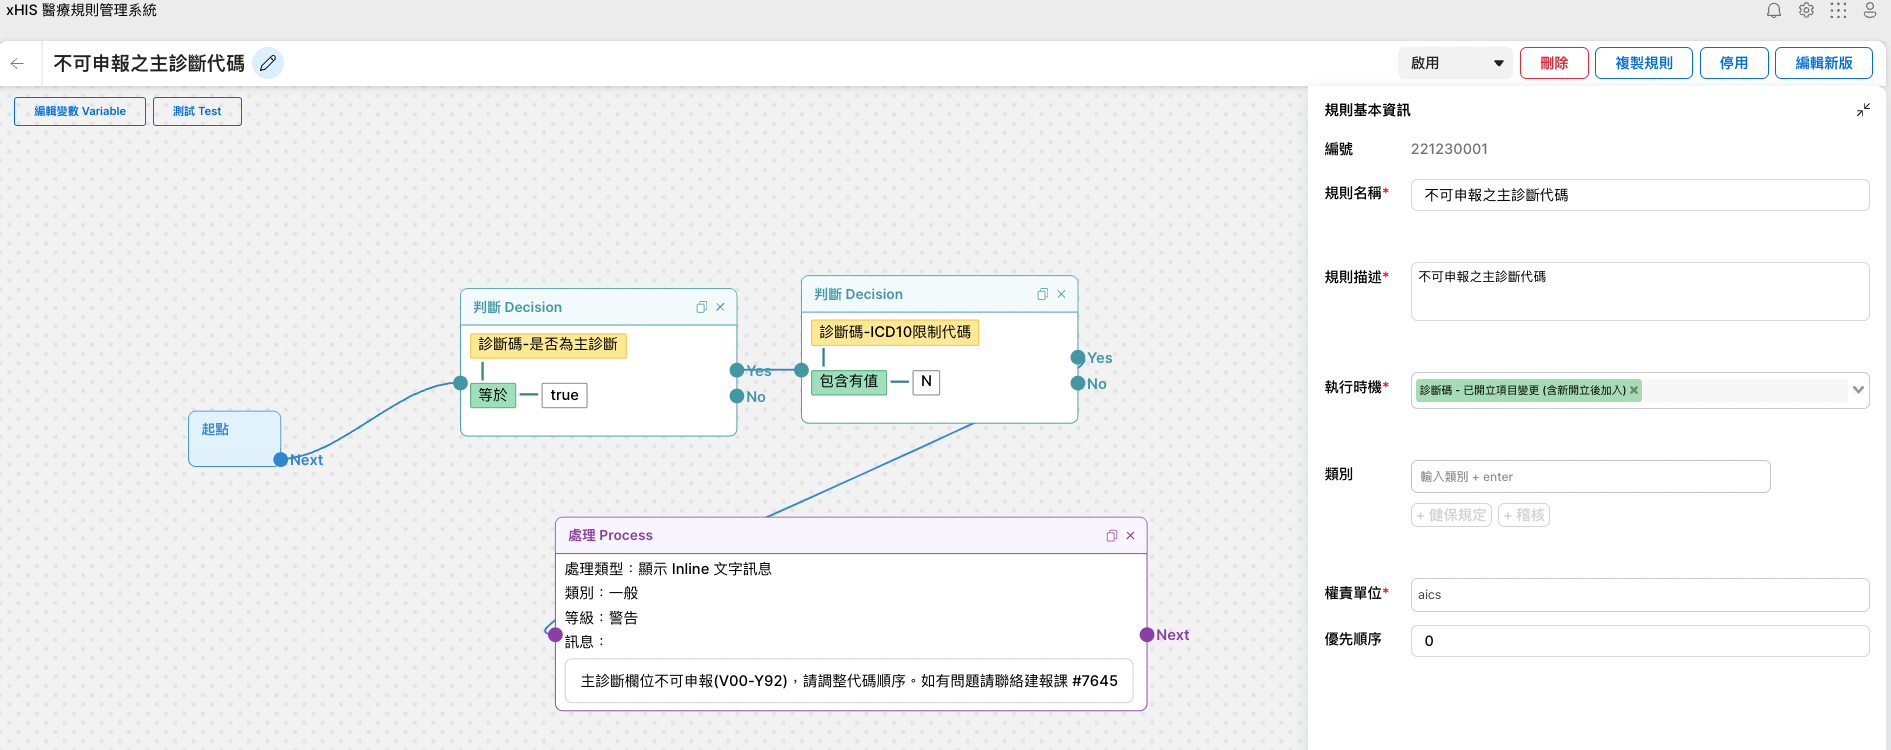 xHIS 醫療規則管理系統
不可申報之主診斷代碼
啟用
刪除
複製規則
停用
編輯新版
編輯變數 Variable
測試 Test
起點
Next
判斷 Decision
診斷碼-是否為主診斷
等於
true
Yes
No
判斷 Decision
診斷碼-ICD10限制代碼
包含有值
N
Yes
No
處理 Process
處理類型：顯示 Inline 文字訊息
類別：一般
等級：警告
訊息：
主診斷欄位不可申報(V00-Y92)，請調整代碼順序。如有問題請聯絡建報課 #7645
Next
規則基本資訊
編號
221230001
規則名稱*
不可申報之主診斷代碼
規則描述*
不可申報之主診斷代碼
執行時機*
診斷碼 - 已開立項目變更 (含新開立後加入) ×
類別
輸入類別 + enter
+ 健保規定
+ 稽核
權責單位*
aics
優先順序
0